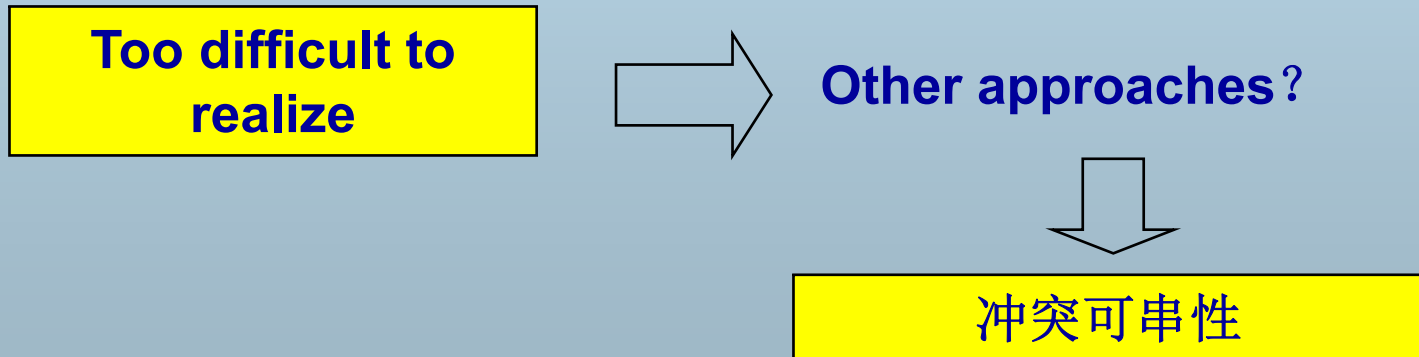 Too difficult to
realize
Other approaches？
冲突可串性